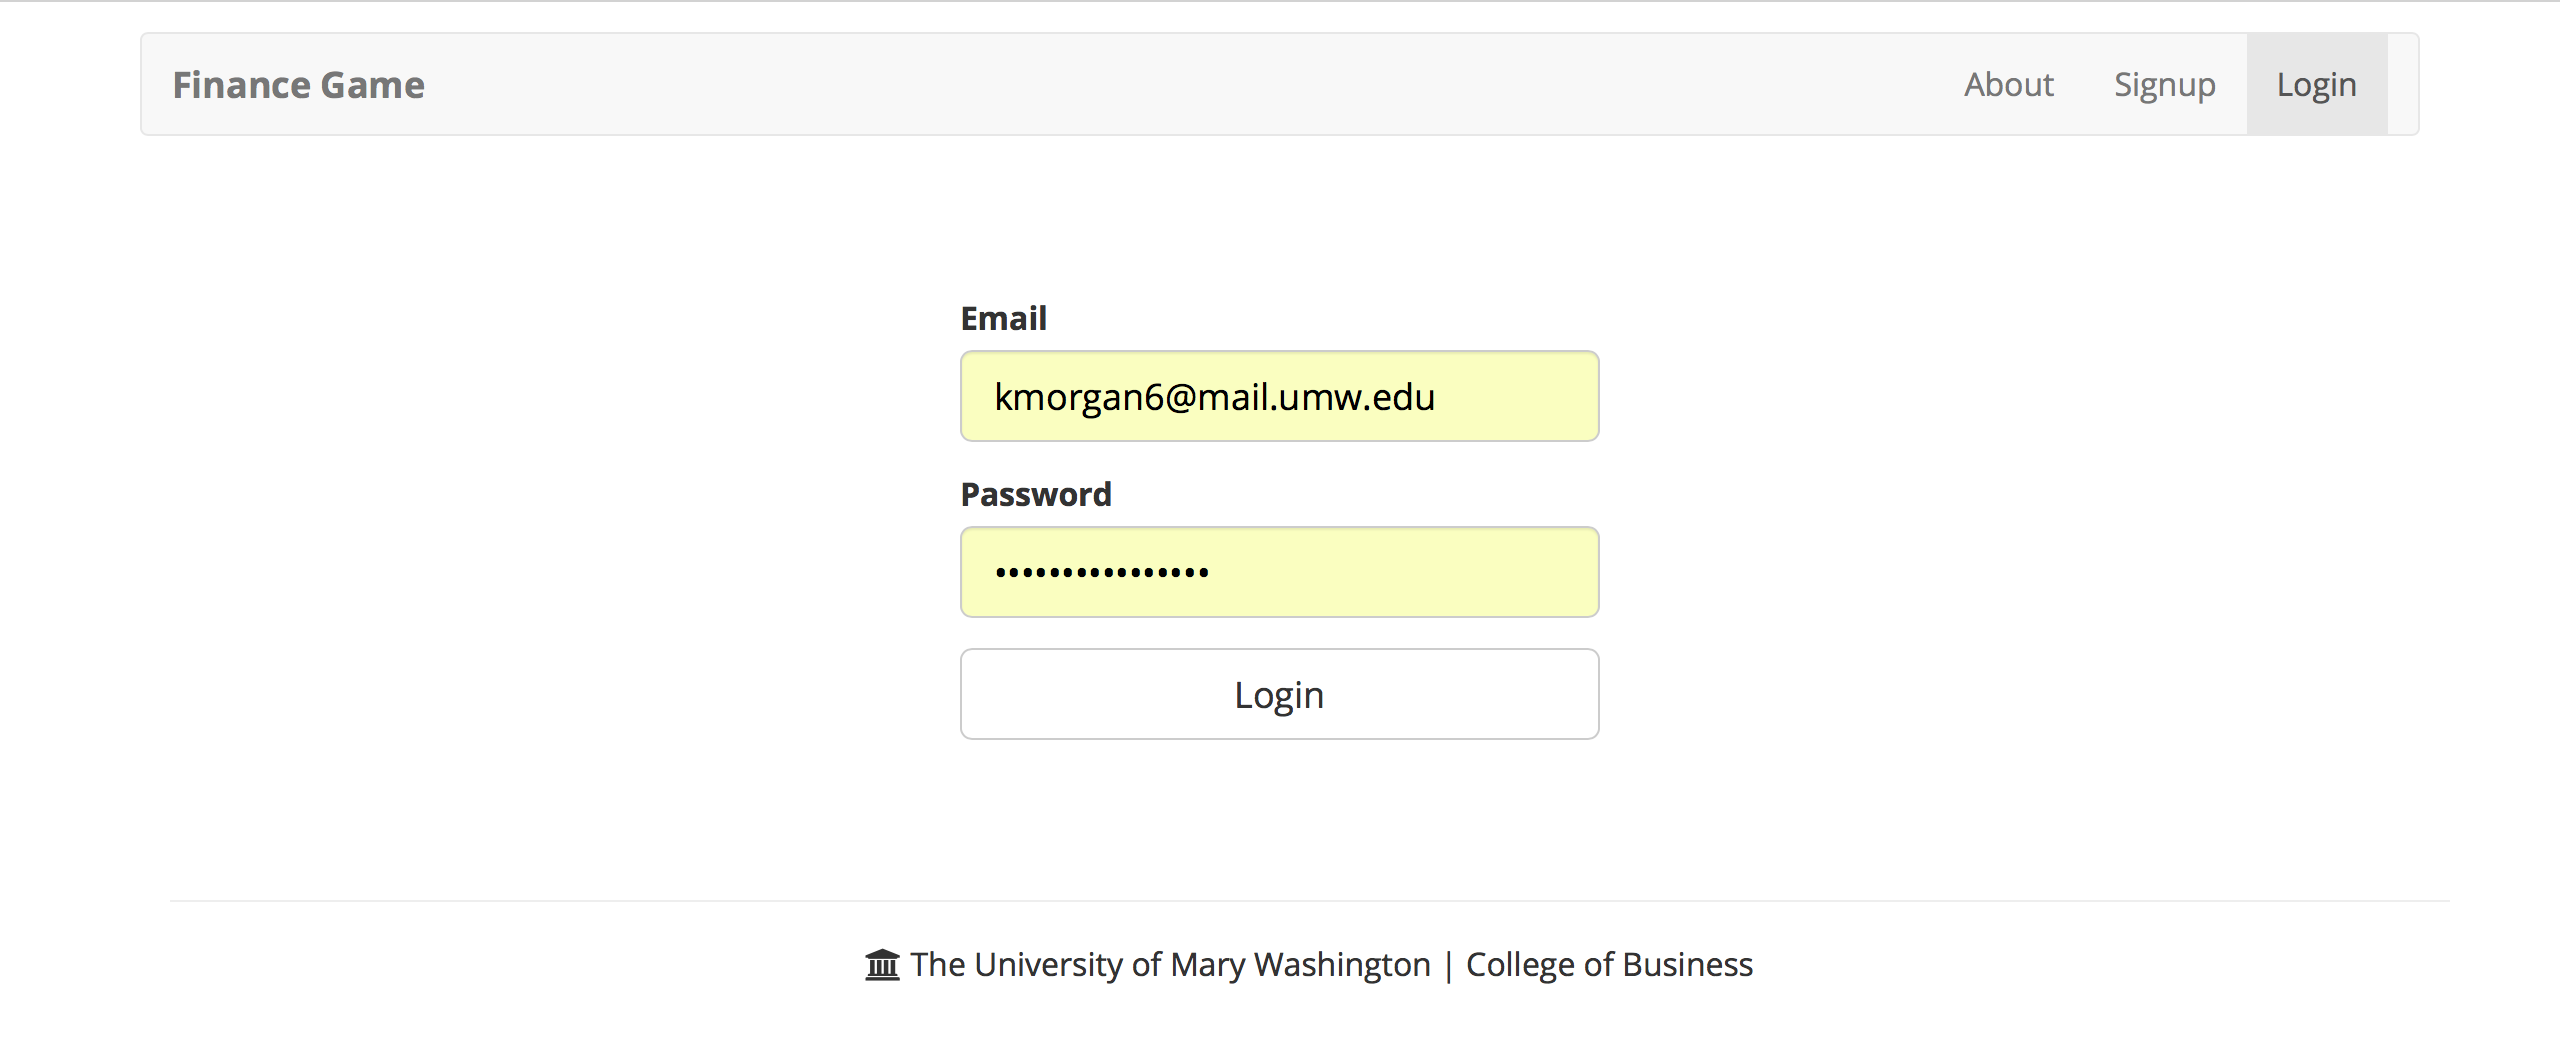 Finance Game About Signup Login
Email
kmorgan6@mail.umw.edu
Password
••••••••••••••••
Login
The University of Mary Washington | College of Business